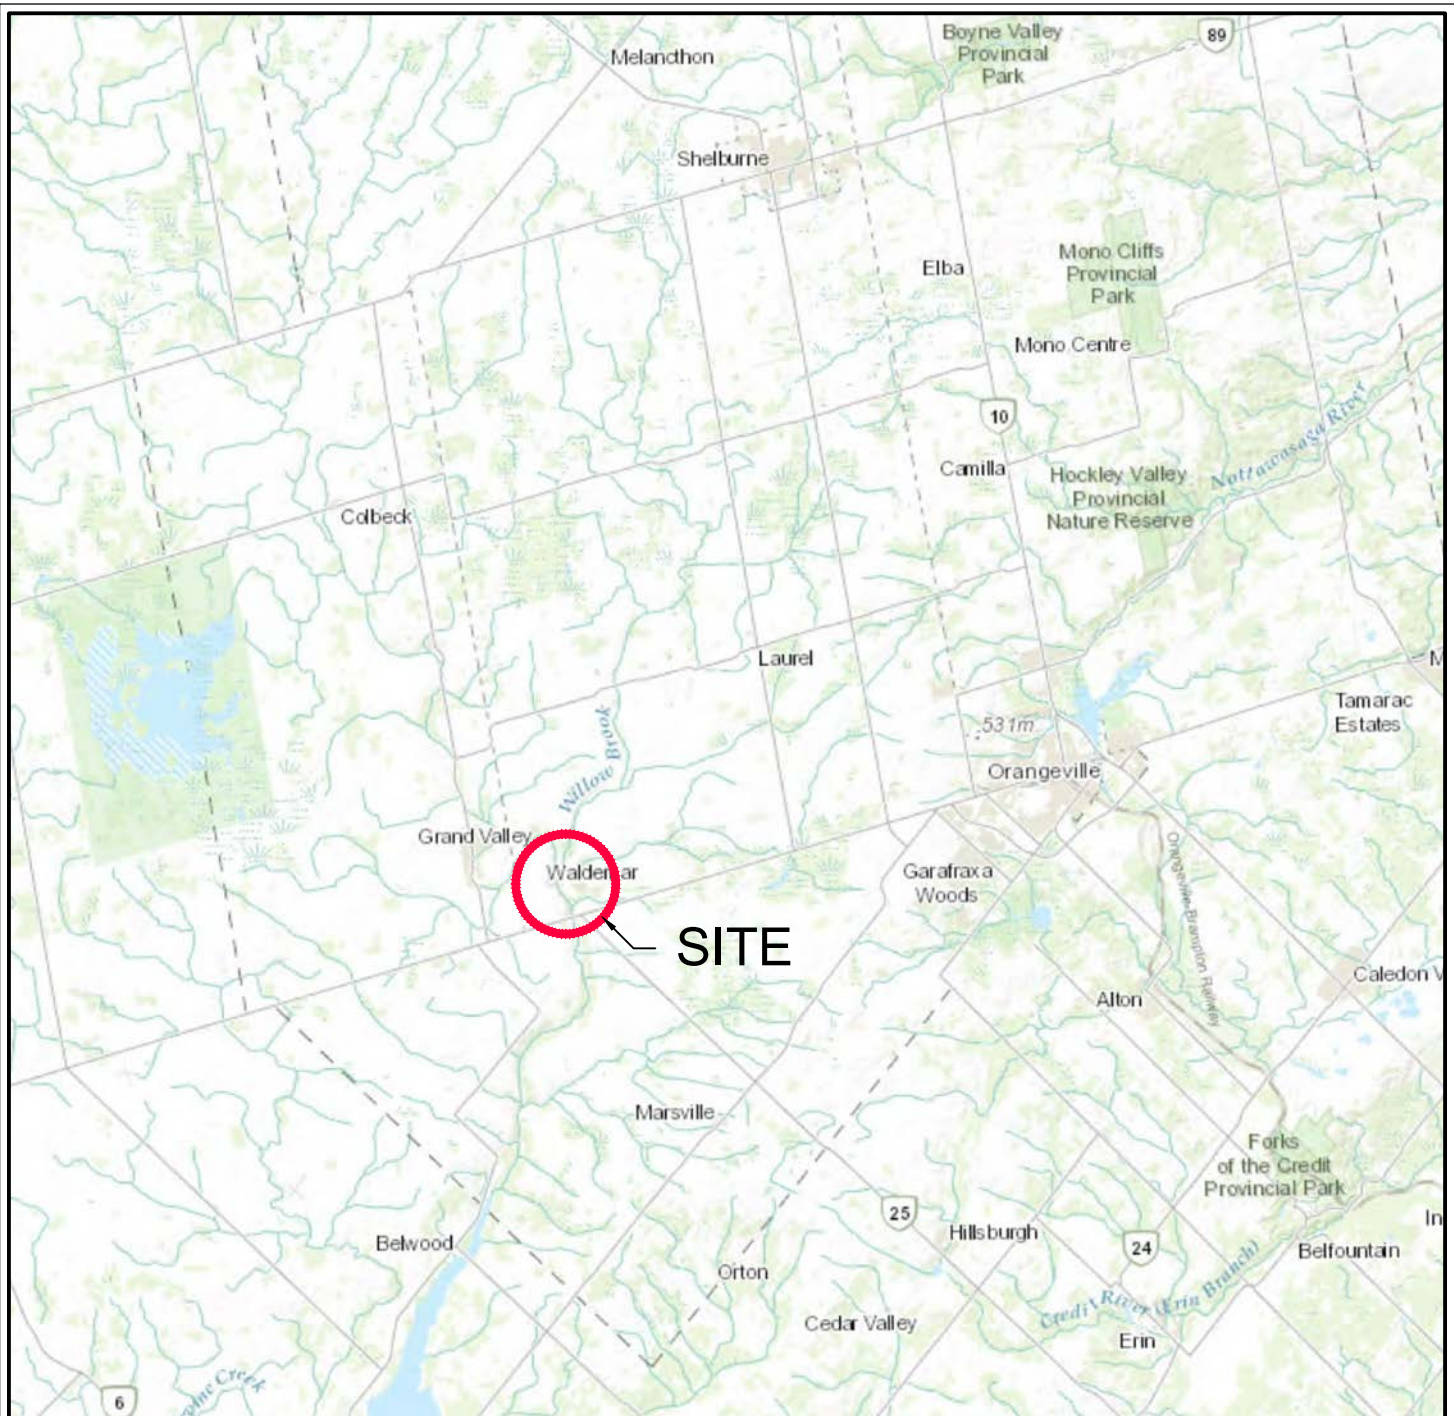 Boyne Valley
Provincial
Park
89
Melancthon
Shelburne
Mono Cliffs
Provincial
Park
Elba
Mono Centre
10
Nottawasaga River
Camilla
Hockley Valley
Provincial
Nature Reserve
Colbeck
Laurel
Tamarac
Estates
531m
Willow Brook
Orangeville
Grand Valley
Waldemar
Garafraxa
Woods
Orangeville-Brampton Railway
SITE
Caledon V
Alton
Marsville
Forks
of the Credit
Provincial Park
25
In
Hillsburgh
24
Belwood
Belfountain
Orton
Credit River (Erin Branch)
Cedar Valley
Erin
Creek
6